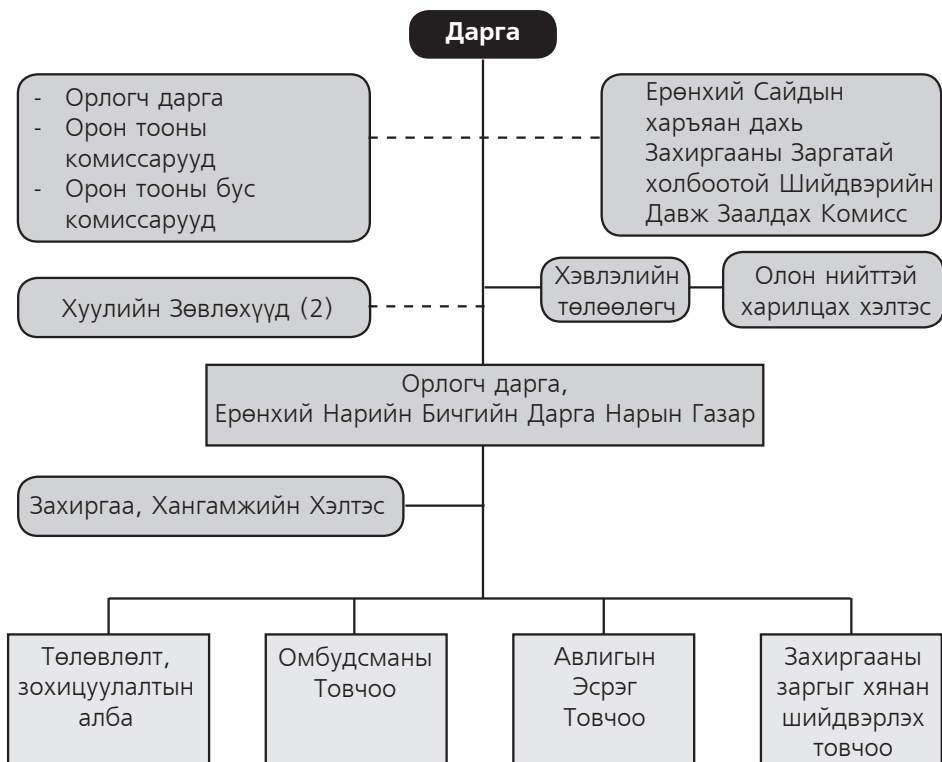 Дарга
- Орлогч дарга
- Орон тооны
комиссарууд
- Орон тооны бус
комиссарууд
Ерөнхий Сайдын
харъяан дахь
Захиргааны Заргатай
холбоотой Шийдвэрийн
Давж Заалдах Комисс
Хуулийн Зөвлөхүүд (2)
Хэвлэлийн
төлөөлөгч
Олон нийттэй
харилцах хэлтэс
Орлогч дарга,
Ерөнхий Нарийн Бичгийн Дарга Нарын Газар
Захиргаа, Хангамжийн Хэлтэс
Төлөвлөлт,
зохицуулалтын
алба
Омбудсманы
Товчоо
Авлигын
Эсрэг
Товчоо
Захиргааны
заргыг хянан
шийдвэрлэх
товчоо